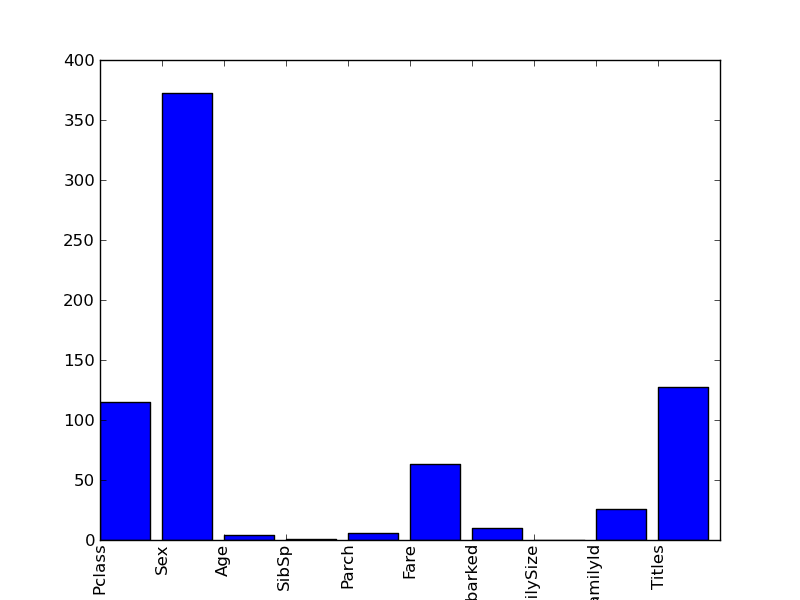 400
350
300
250
200
150
100
50
0
Pclass
Sex
Age
SibSp
Parch
Fare
barked
ilySize
amilyId
Titles